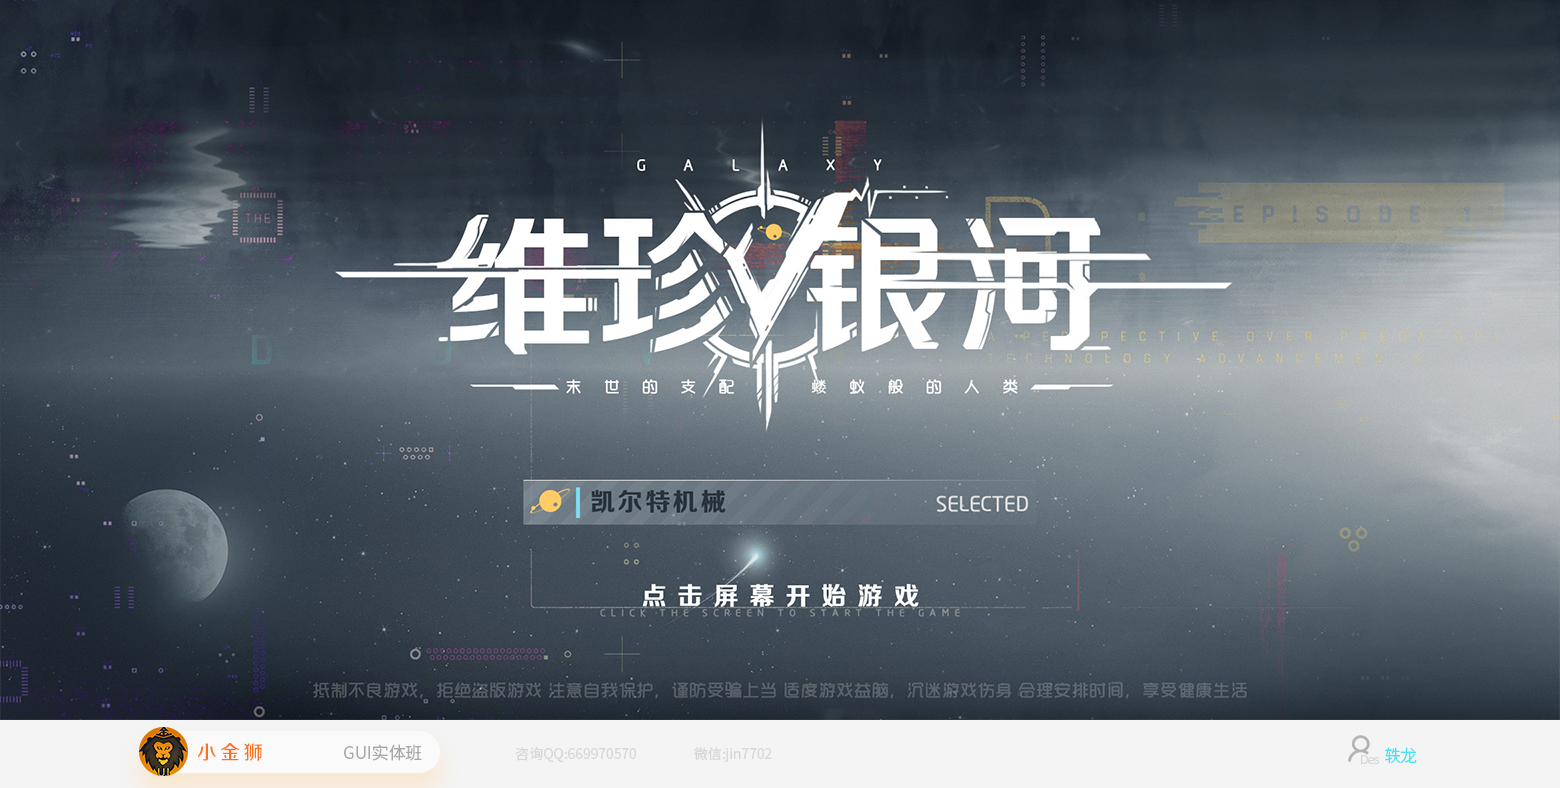 GALAXY
THE
EPISODE 1
维珍银河
末世的支配 蝼蚁般的人类
凯尔特机械
SELECTED
点击屏幕开始游戏
CLICK THE SCREEN TO START THE GAME
抵制不良游戏，拒绝盗版游戏 注意自我保护，谨防受骗上当 适度游戏益脑，沉迷游戏伤身 合理安排时间，享受健康生活
小金狮
GUI实体班
咨询QQ:669970570
微信:jin7702
Des 轶龙